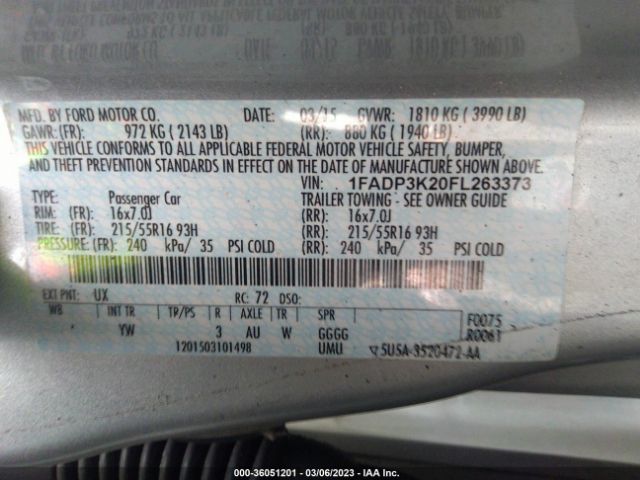 MFD. BY FORD MOTOR CO. DATE: 03/15 GVWR: 1810 KG ( 3990 LB)
GAWR:(FR): 972 KG ( 2143 LB) (RR): 880 KG ( 1940 LB)
THIS VEHICLE CONFORMS TO ALL APPLICABLE FEDERAL MOTOR VEHICLE SAFETY, BUMPER,
AND THEFT PREVENTION STANDARDS IN EFFECT ON THE DATE OF MANUFACTURE SHOWN ABOVE.
VIN: 1FADP3K20FL263373
TYPE: Passenger Car TRAILER TOWING - SEE OWNER GUIDE
RIM: (FR): 16x7.0J (RR): 16x7.0J
TIRE: (FR): 215/55R16 93H (RR): 215/55R16 93H
PRESSURE:(FR): 240 kPa/ 35 PSI COLD (RR): 240 kPa/ 35 PSI COLD
EXT PNT: UX RC: 72 DSO:
WB INT TR TP/PS R AXLE TR SPR F0075
YW 3 AU W GGGG R0061
1201503101498 UMU 5U5A-3520472-AA
000-36051201 - 03/06/2023 - IAA Inc.